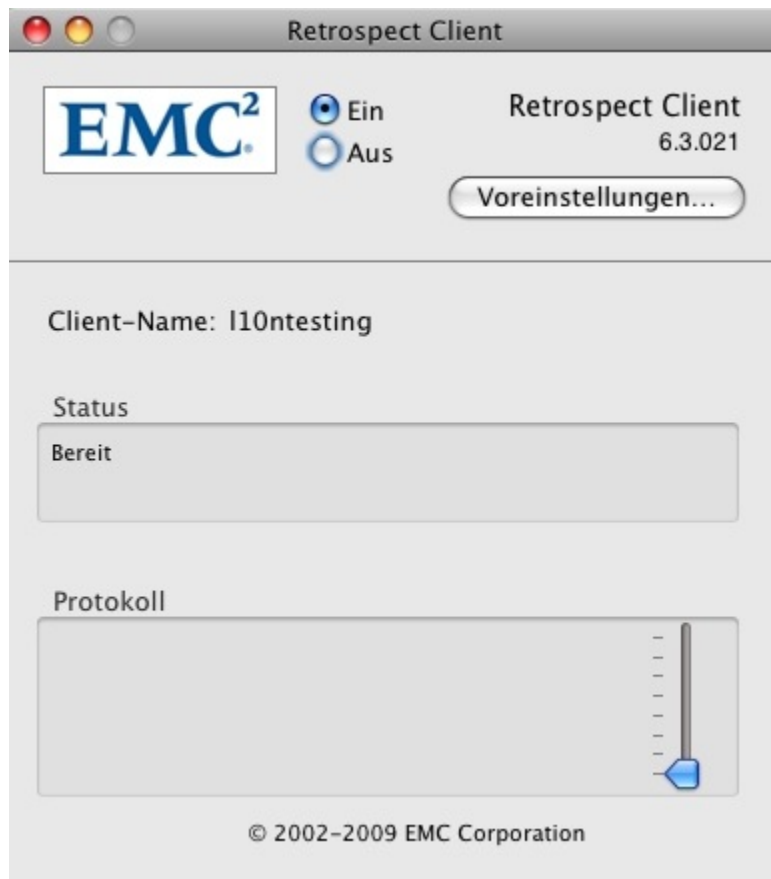 Retrospect Client
EMC²®
Ein
Aus
Retrospect Client
6.3.021
Voreinstellungen...
Client-Name: l10ntesting
Status
Bereit
Protokoll
© 2002-2009 EMC Corporation